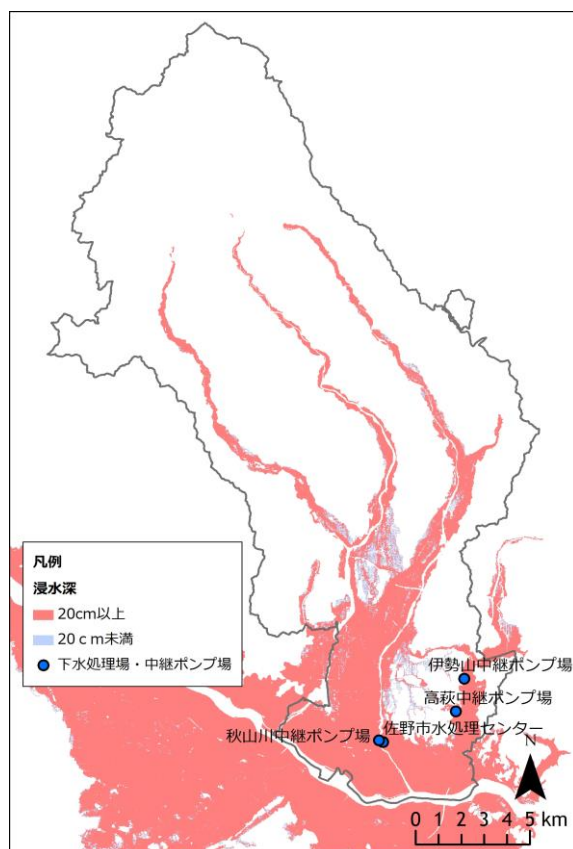 凡例
浸水深
20cm以上
20ｃｍ未満
下水処理場・中継ポンプ場
伊勢山中継ポンプ場
高萩中継ポンプ場
佐野市水処理センター
秋山川中継ポンプ場
N
0 1 2 3 4 5 km